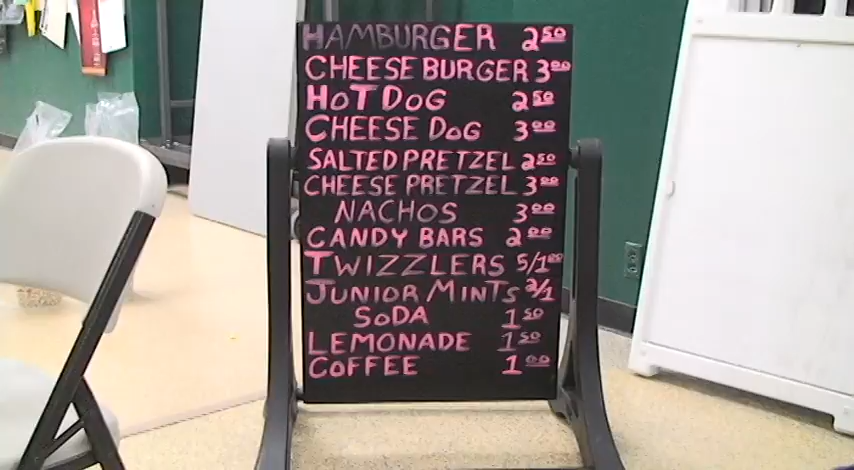 HAMBURGER 2 50
CHEESE BURGER 3 00
HOT DOG 2 50
CHEESE DOG 3 00
SALTED PRETZEL 2 50
CHEESE PRETZEL 3 00
NACHOS 3 00
CANDY BARS 2 00
TWIZZLERS 5/1 00
JUNIOR MINTS 2/1
SODA 1 50
LEMONADE 1 50
COFFEE 1 00